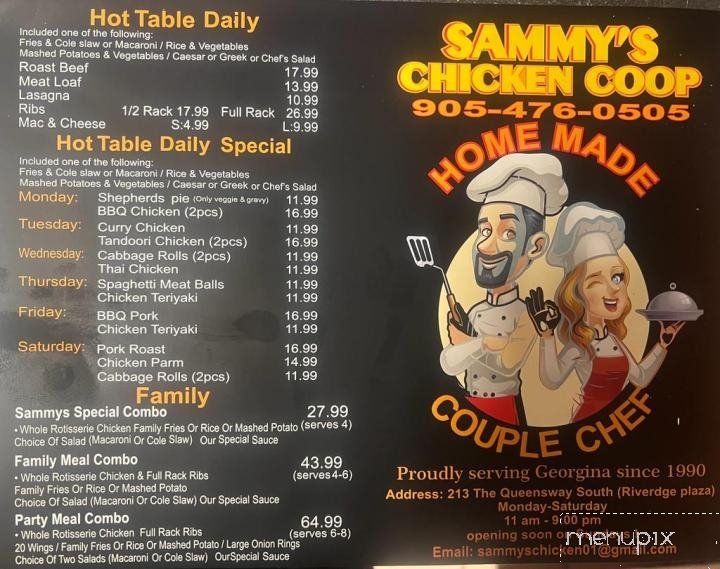 Hot Table Daily
Included one of the following:
Fries & Cole slaw or Macaroni / Rice & Vegetables
Mashed Potatoes & Vegetables / Caesar or Greek or Chef's Salad
Roast Beef 17.99
Meat Loaf 13.99
Lasagna 10.99
Ribs 1/2 Rack 17.99 Full Rack 26.99
Mac & Cheese S:4.99 L:9.99
Hot Table Daily Special
Included one of the following:
Fries & Cole slaw or Macaroni / Rice & Vegetables
Mashed Potatoes & Vegetables / Caesar or Greek or Chef's Salad
Monday: Shepherds pie (Only veggie & gravy) 11.99
BBQ Chicken (2pcs) 16.99
Tuesday: Curry Chicken 11.99
Tandoori Chicken (2pcs) 16.99
Wednesday: Cabbage Rolls (2pcs) 11.99
Thai Chicken 11.99
Thursday: Spaghetti Meat Balls 11.99
Chicken Teriyaki 11.99
Friday: BBQ Pork 16.99
Chicken Teriyaki 11.99
Saturday: Pork Roast 16.99
Chicken Parm 14.99
Cabbage Rolls (2pcs) 11.99
Family
Sammys Special Combo 27.99
• Whole Rotisserie Chicken Family Fries Or Rice Or Mashed Potato (serves 4)
Choice Of Salad (Macaroni Or Cole Slaw) Our Special Sauce
Family Meal Combo 43.99
• Whole Rotisserie Chicken & Full Rack Ribs (serves 4-6)
Family Fries Or Rice Or Mashed Potato
Choice Of Salad (Macaroni Or Cole Slaw) Our Special Sauce
Party Meal Combo 64.99
• Whole Rotisserie Chicken Full Rack Ribs (serves 6-8)
20 Wings / Family Fries Or Rice Or Mashed Potato / Large Onion Rings
Choice Of Two Salads (Macaroni Or Cole Slaw) OurSpecial Sauce
SAMMY'S
CHICKEN COOP
905-476-0505
HOME MADE
COUPLE CHEF
Proudly serving Georgina since 1990
Address: 213 The Queensway South (Riverdge plaza)
Monday-Saturday
11 am - 9:00 pm
opening soon on
menupix
Email: sammyschicken01@gmail.com